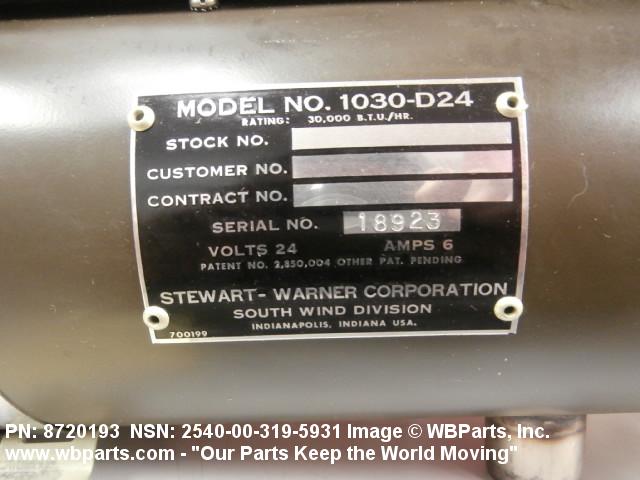 MODEL NO. 1030-D24
RATING: 30,000 B.T.U./HR.
STOCK NO.
CUSTOMER NO.
CONTRACT NO.
SERIAL NO. 18923
VOLTS 24 AMPS 6
PATENT NO. 2,850,004 OTHER PAT. PENDING
STEWART-WARNER CORPORATION
SOUTH WIND DIVISION
INDIANAPOLIS, INDIANA USA.
700199
PN: 8720193 NSN: 2540-00-319-5931 Image © WBParts, Inc.
www.wbparts.com - "Our Parts Keep the World Moving"